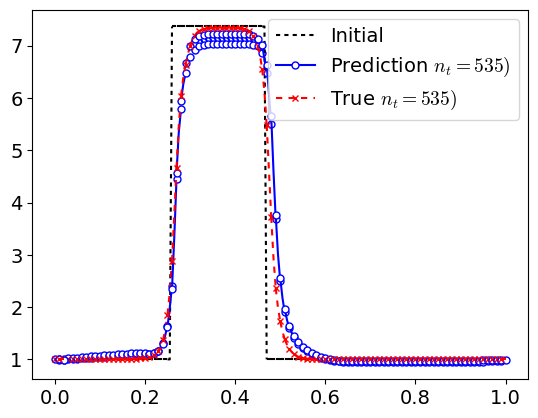 Initial
Prediction $n_t = 535$)
True $n_t = 535$)
7
6
5
4
3
2
1
0.0 0.2 0.4 0.6 0.8 1.0